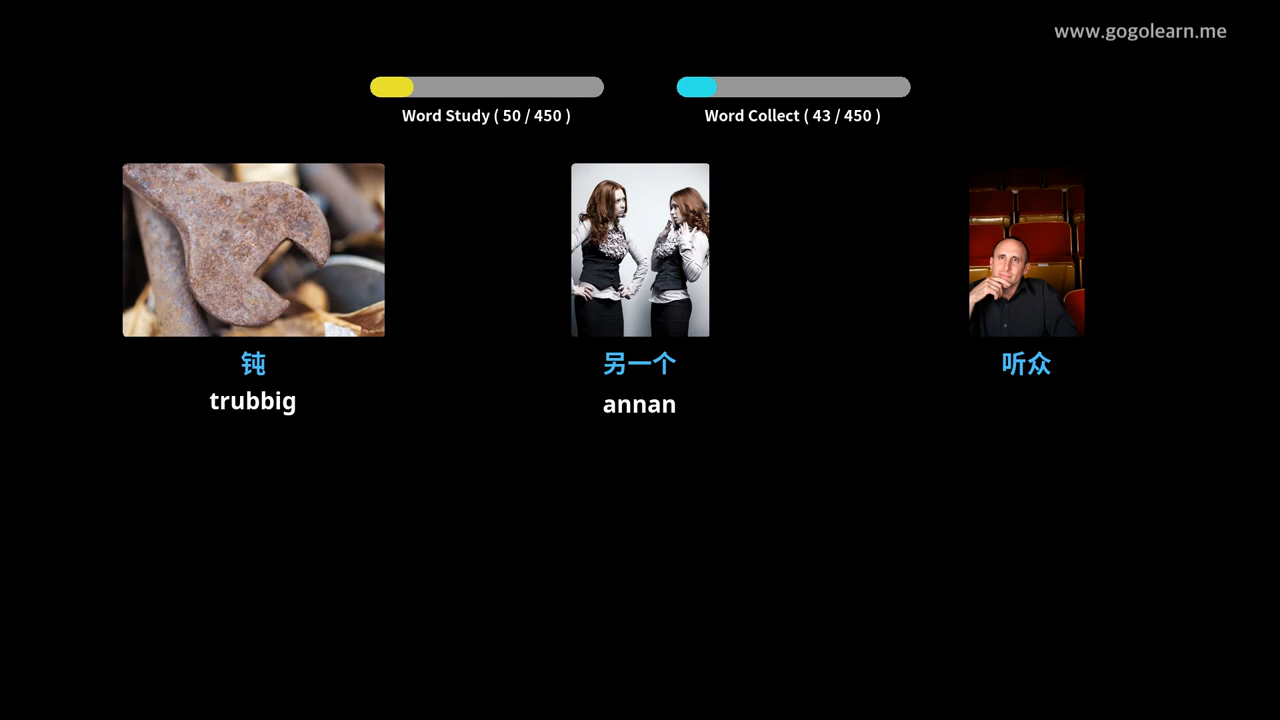 www.gogolearn.me
Word Study ( 50 / 450 )
Word Collect ( 43 / 450 )
钝
另一个
听众
trubbig
annan